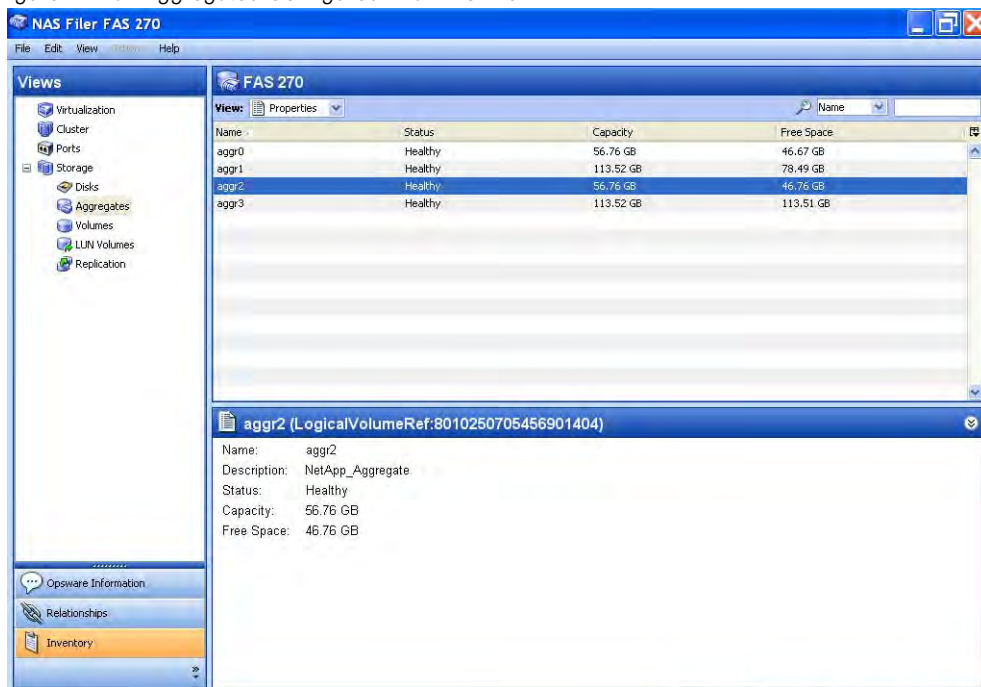 NAS Filer FAS 270
File Edit View Help
Views
Virtualization
Cluster
Ports
Storage
Disks
Aggregates
Volumes
LUN Volumes
Replication
Opsware Information
Relationships
Inventory
FAS 270
View: Properties Name
Name Status Capacity Free Space
aggr0 Healthy 56.76 GB 46.67 GB
aggr1 Healthy 113.52 GB 78.49 GB
aggr2 Healthy 56.76 GB 46.76 GB
aggr3 Healthy 113.52 GB 113.51 GB
aggr2 (LogicalVolumeRef:8010250705456901404)
Name: aggr2
Description: NetApp_Aggregate
Status: Healthy
Capacity: 56.76 GB
Free Space: 46.76 GB